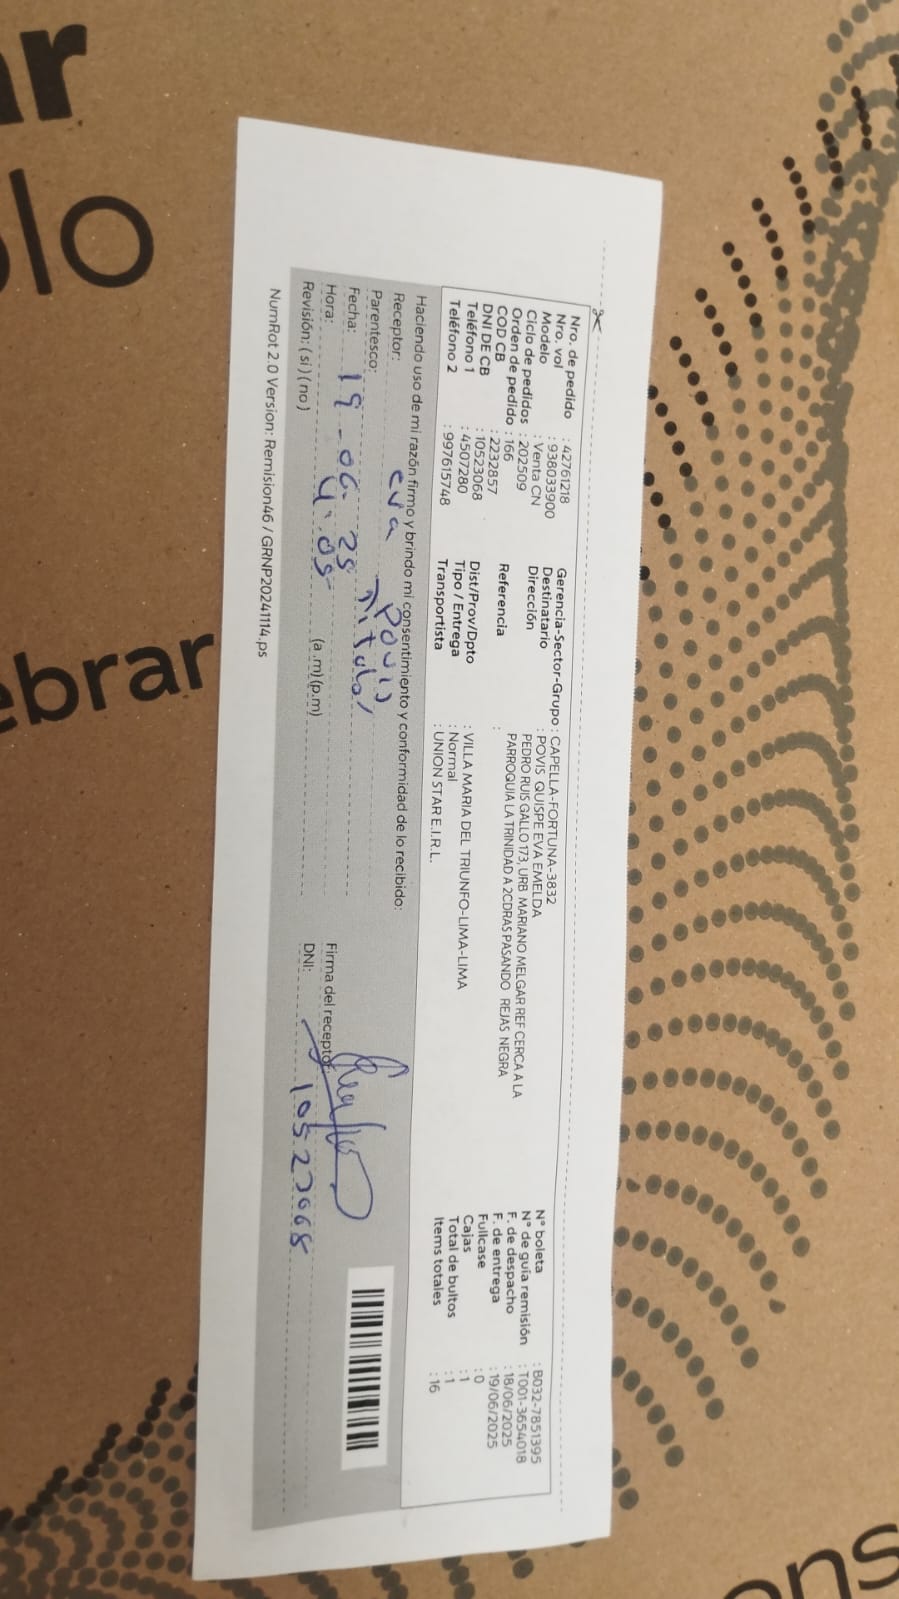 ar
olo
ebrar
ons
Nro. de pedido : 42761218
Nro. vol : 938033900
Modelo : Venta CN
Ciclo de pedidos : 202509
Orden de pedido : 166
COD CB : 2232857
DNI DE CB : 10523068
Teléfono 1 : 4507280
Teléfono 2 : 997615748
Gerencia-Sector-Grupo : CAPELLA-FORTUNA-3832
Destinatario : POVIS QUISPE EVA EMELDA
Dirección PEDRO RUIS GALLO 173, URB MARIANO MELGAR REF CERCA A LA
PARROQUIA LA TRINIDAD A 2CDRAS PASANDO REJAS NEGRA
Referencia :
Dist/Prov/Dpto : VILLA MARIA DEL TRIUNFO-LIMA-LIMA
Tipo / Entrega : Normal
Transportista : UNION STAR E.I.R.L.
N° boleta : B032-7851395
N° de guía remisión : T001-3654018
F. de despacho : 18/06/2025
F. de entrega : 19/06/2025
Fullcase : 0
Cajas : 1
Total de bultos : 1
Items totales : 16
Haciendo uso de mi razón firmo y brindo mi consentimiento y conformidad de lo recibido:
Receptor: eva Povis
Parentesco: Titular
Fecha: 19-06-25
Hora: 4:05 (a.m)(p.m)
Revisión: (si)(no)
Firma del receptor:
DNI: 10523068
NumRot 2.0 Version: Remision46 / GRNP20241114.ps